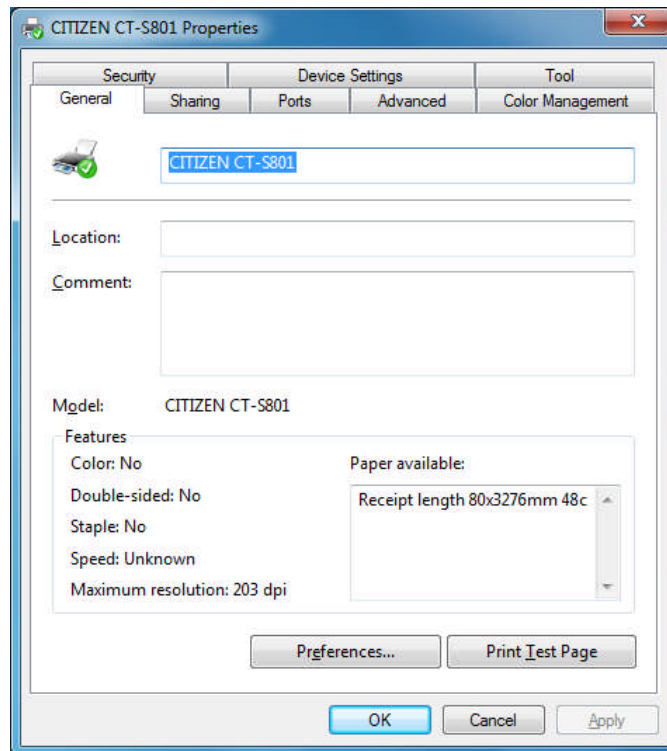 CITIZEN CT-S801 Properties
Security Device Settings Tool
General Sharing Ports Advanced Color Management
CITIZEN CT-S801
Location:
Comment:
Model: CITIZEN CT-S801
Features
Color: No Paper available:
Double-sided: No Receipt length 80x3276mm 48c
Staple: No
Speed: Unknown
Maximum resolution: 203 dpi
Preferences... Print Test Page
OK Cancel Apply